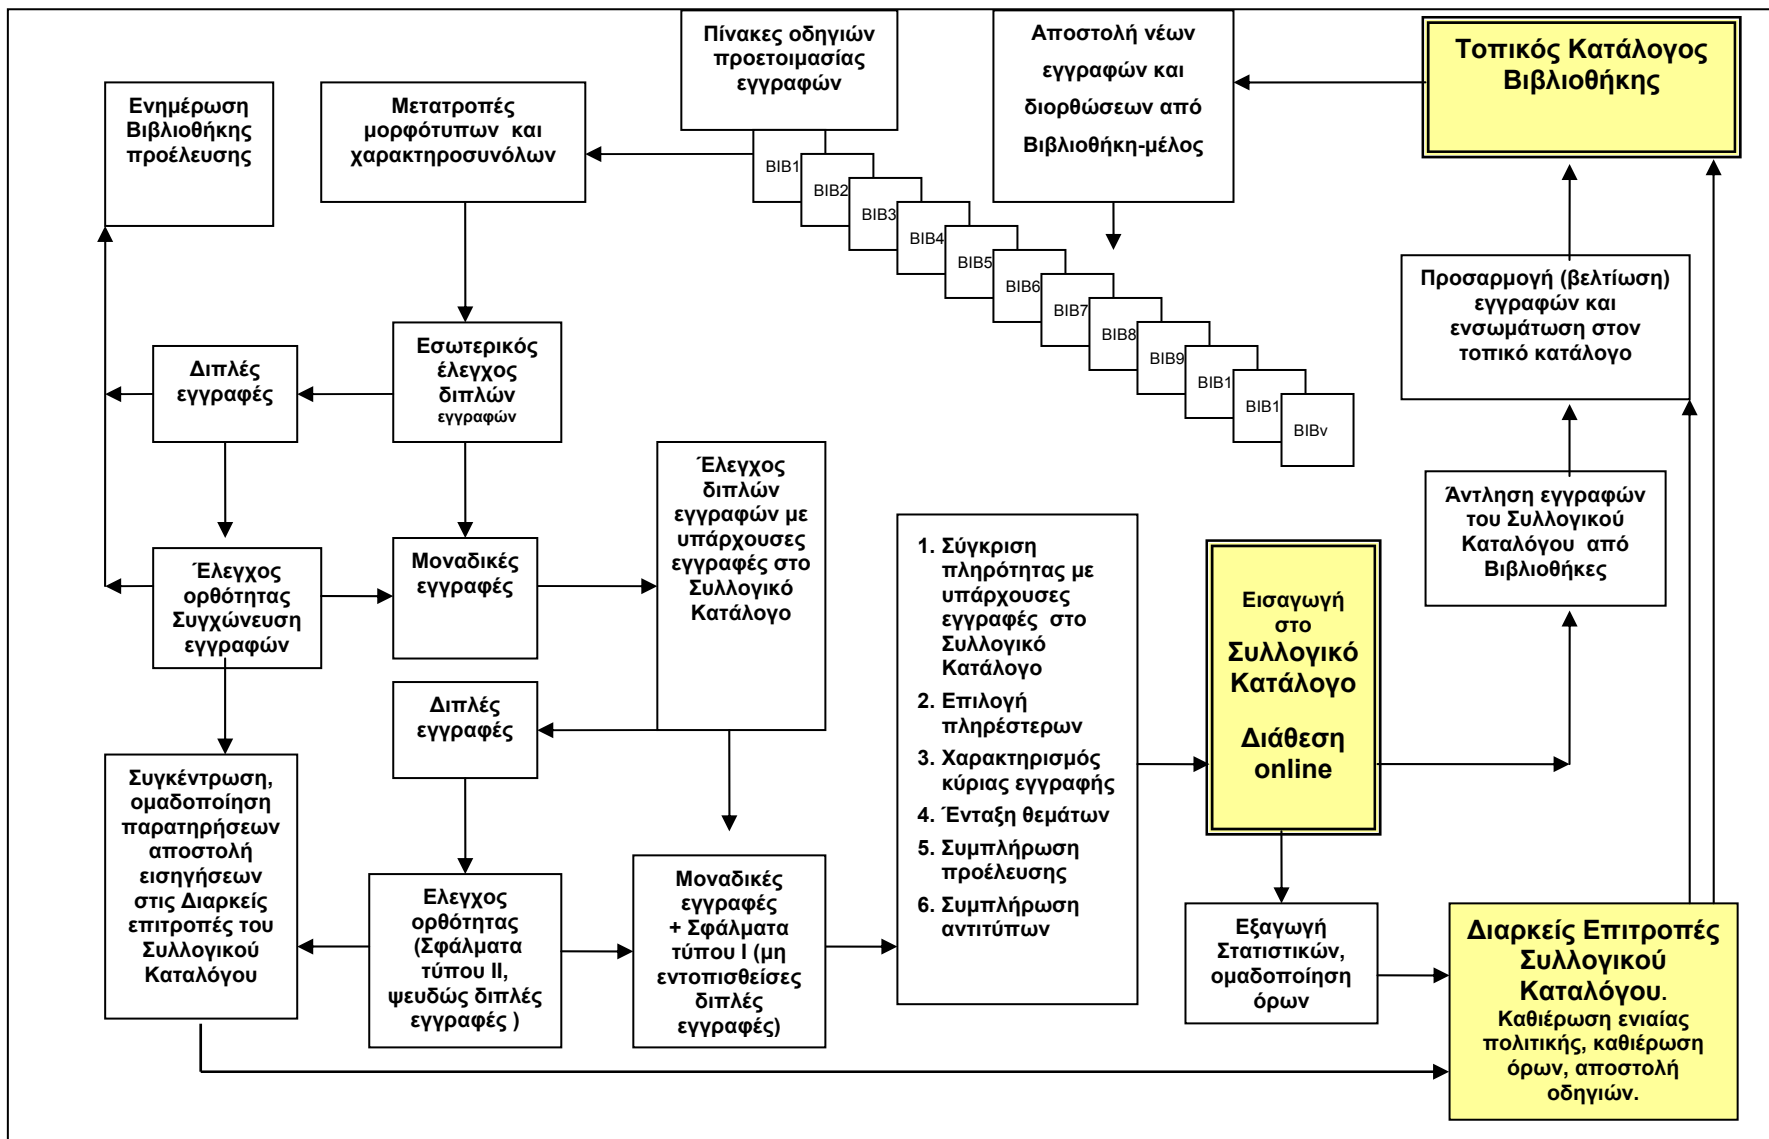 Πίνακες οδηγιών
προετοιμασίας
εγγραφών
Αποστολή νέων
εγγραφών και
διορθώσεων από
Βιβλιοθήκη-μέλος
Τοπικός Κατάλογος
Βιβλιοθήκης
Ενημέρωση
Βιβλιοθήκης
προέλευσης
Μετατροπές
μορφότυπων και
χαρακτηροσυνόλων
BIB1
BIB2
BIB3
BIB4
BIB5
BIB6
BIB7
BIB8
BIB9
BIB1
BIB1
BIBν
Προσαρμογή (βελτίωση)
εγγραφών και
ενσωμάτωση στον
τοπικό κατάλογο
Διπλές
εγγραφές
Εσωτερικός
έλεγχος
διπλών
εγγραφών
Έλεγχος
διπλών
εγγραφών με
υπάρχουσες
εγγραφές στο
Συλλογικό
Κατάλογο
Άντληση εγγραφών
του Συλλογικού
Καταλόγου από
Βιβλιοθήκες
Έλεγχος
ορθότητας
Συγχώνευση
εγγραφών
Μοναδικές
εγγραφές
1. Σύγκριση
πληρότητας με
υπάρχουσες
εγγραφές στο
Συλλογικό
Κατάλογο
2. Επιλογή
πληρέστερων
3. Χαρακτηρισμός
κύριας εγγραφής
4. Ένταξη θεμάτων
5. Συμπλήρωση
προέλευσης
6. Συμπλήρωση
αντιτύπων
Εισαγωγή
στο
Συλλογικό
Κατάλογο
Διάθεση
online
Διπλές
εγγραφές
Συγκέντρωση,
ομαδοποίηση
παρατηρήσεων
αποστολή
εισηγήσεων
στις Διαρκείς
επιτροπές του
Συλλογικού
Καταλόγου
Ελεγχος
ορθότητας
(Σφάλματα
τύπου ΙΙ,
ψευδώς διπλές
εγγραφές )
Μοναδικές
εγγραφές
+ Σφάλματα
τύπου Ι (μη
εντοπισθείσες
διπλές
εγγραφές)
Εξαγωγή
Στατιστικών,
ομαδοποίηση
όρων
Διαρκείς Επιτροπές
Συλλογικού
Καταλόγου.
Καθιέρωση ενιαίας
πολιτικής, καθιέρωση
όρων, αποστολή
οδηγιών.